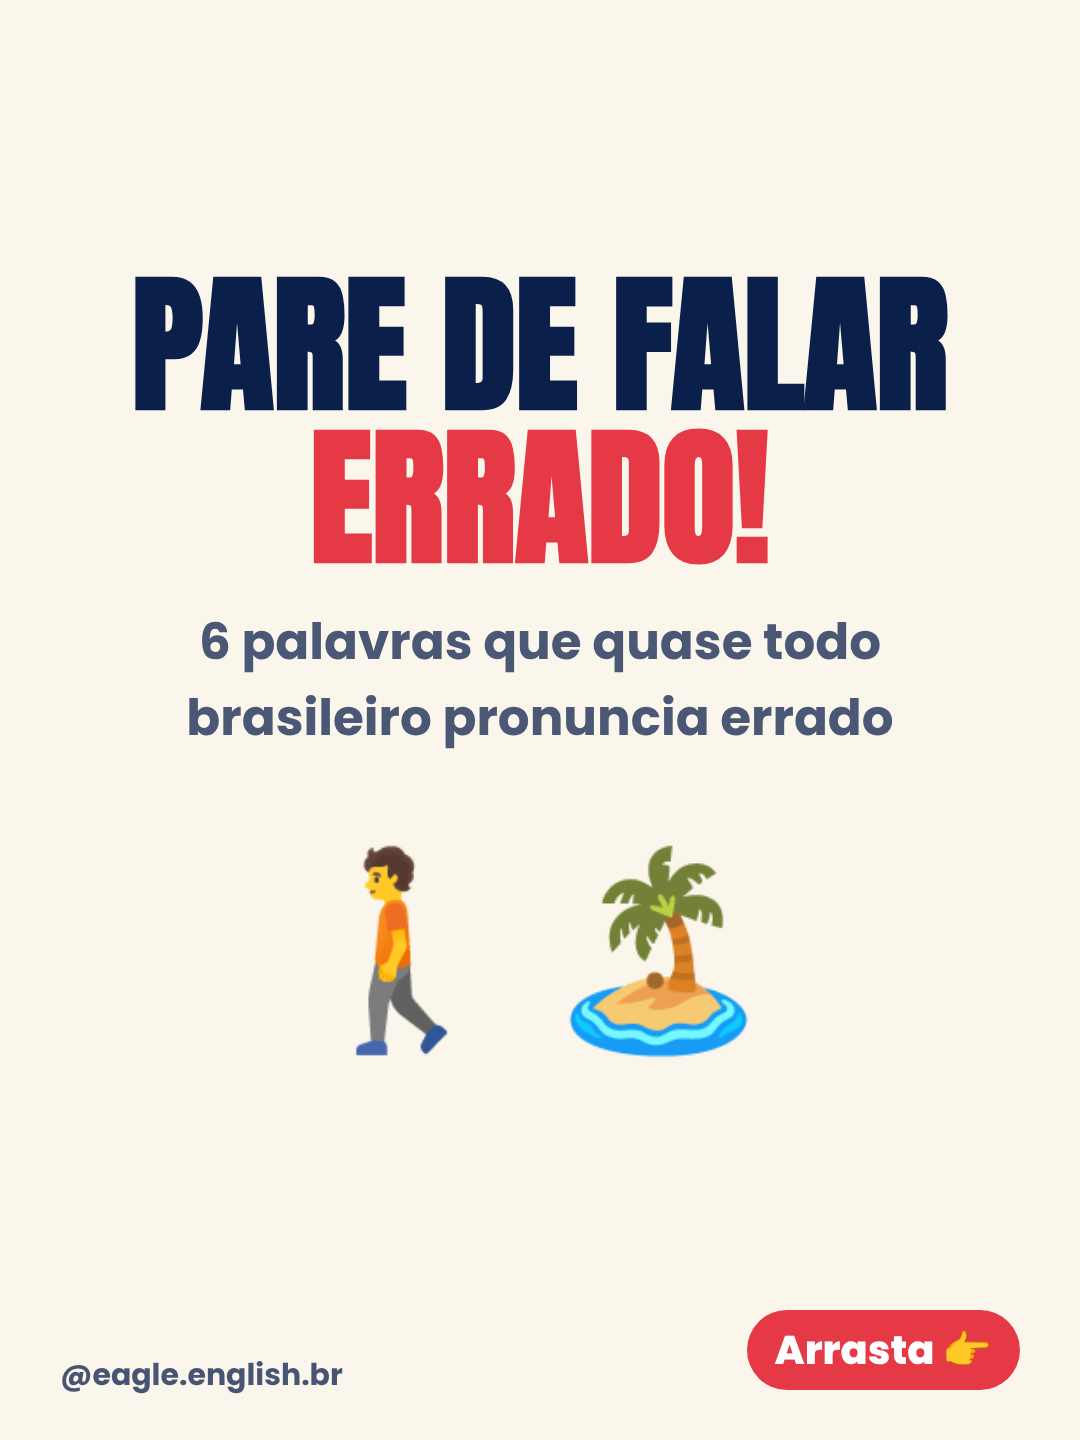 PARE DE FALAR
ERRADO!
6 palavras que quase todo
brasileiro pronuncia errado
@eagle.english.br
Arrasta 👉